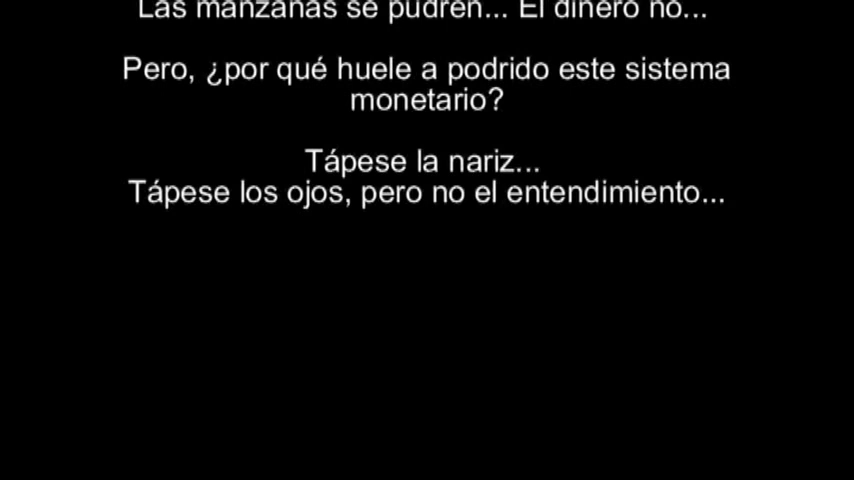 Las manzanas se pudren... El dinero no...
Pero, ¿por qué huele a podrido este sistema
monetario?
Tápese la nariz...
Tápese los ojos, pero no el entendimiento...